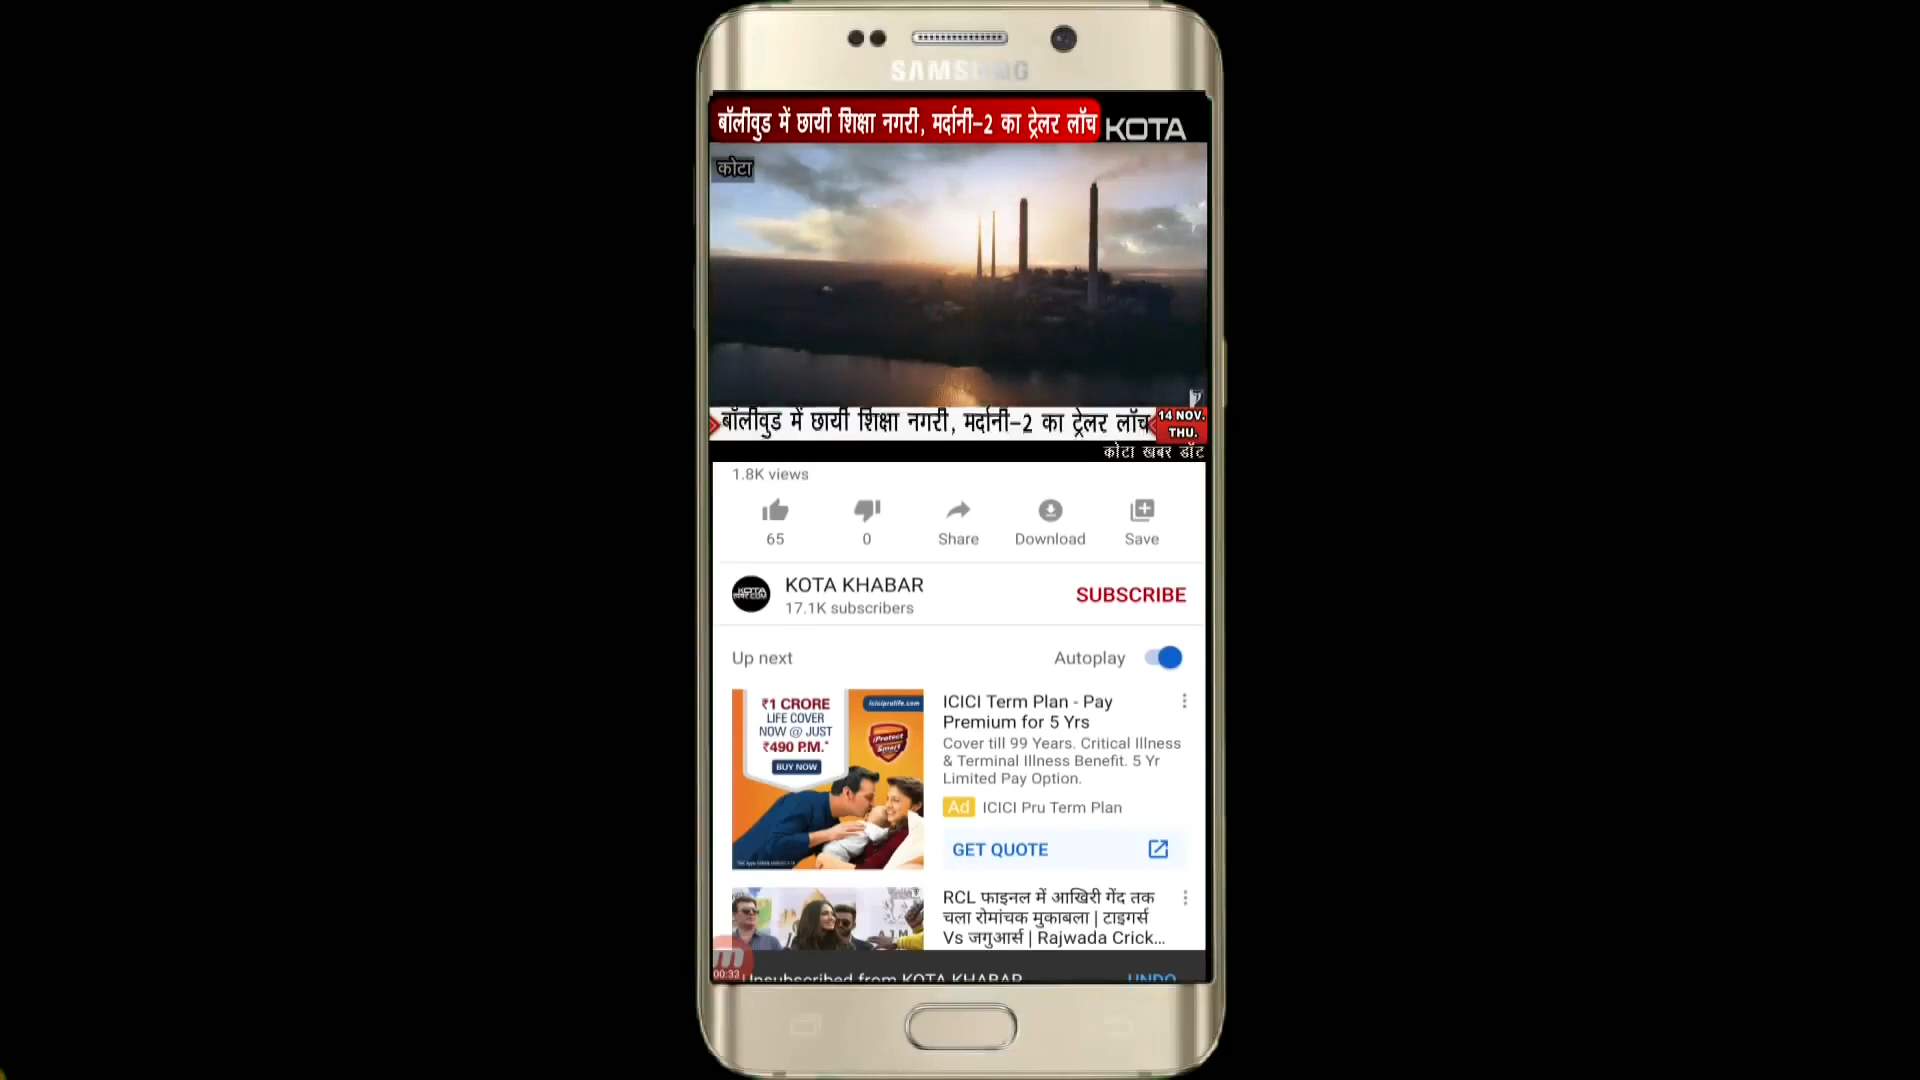 SAMSUNG
बॉलीवुड में छायी शिक्षा नगरी, मर्दानी-2 का ट्रेलर लॉच
KOTA
कोटा
बॉलीवुड में छायी शिक्षा नगरी, मर्दानी-2 का ट्रेलर लॉच
14 NOV.
THU.
कोटा खबर डॉट
1.8K views
65
0
Share
Download
Save
KOTA KHABAR
17.1K subscribers
SUBSCRIBE
Up next
Autoplay
₹1 CRORE
LIFE COVER
NOW @ JUST
₹490 P.M.*
BUY NOW
iciciprulife.com
iProtect
Smart
ICICI Term Plan - Pay
Premium for 5 Yrs
Cover till 99 Years. Critical Illness
& Terminal Illness Benefit. 5 Yr
Limited Pay Option.
Ad ICICI Pru Term Plan
GET QUOTE
RCL फाइनल में आखिरी गेंद तक
चला रोमांचक मुकाबला | टाइगर्स
Vs जगुआर्स | Rajwada Crick...
00:33
Unsubscribed from KOTA KHABAR
UNDO